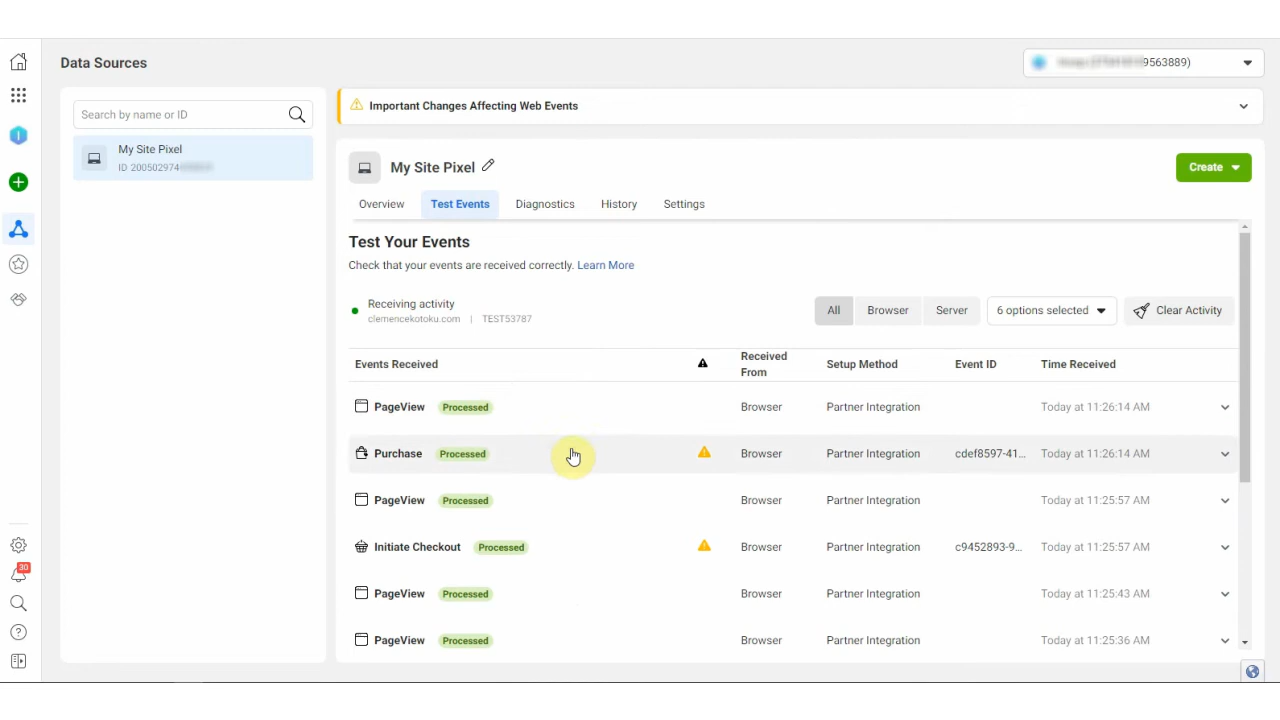 Data Sources
9563889)
Search by name or ID
My Site Pixel
ID 200502974
Important Changes Affecting Web Events
My Site Pixel
Create
Overview Test Events Diagnostics History Settings
Test Your Events
Check that your events are received correctly. Learn More
Receiving activity
clemencekotoku.com | TEST53787
All Browser Server 6 options selected Clear Activity
Events Received Received From Setup Method Event ID Time Received
PageView Processed Browser Partner Integration Today at 11:26:14 AM
Purchase Processed Browser Partner Integration cdef8597-41... Today at 11:26:14 AM
PageView Processed Browser Partner Integration Today at 11:25:57 AM
Initiate Checkout Processed Browser Partner Integration c9452893-9... Today at 11:25:57 AM
PageView Processed Browser Partner Integration Today at 11:25:43 AM
PageView Processed Browser Partner Integration Today at 11:25:36 AM
30